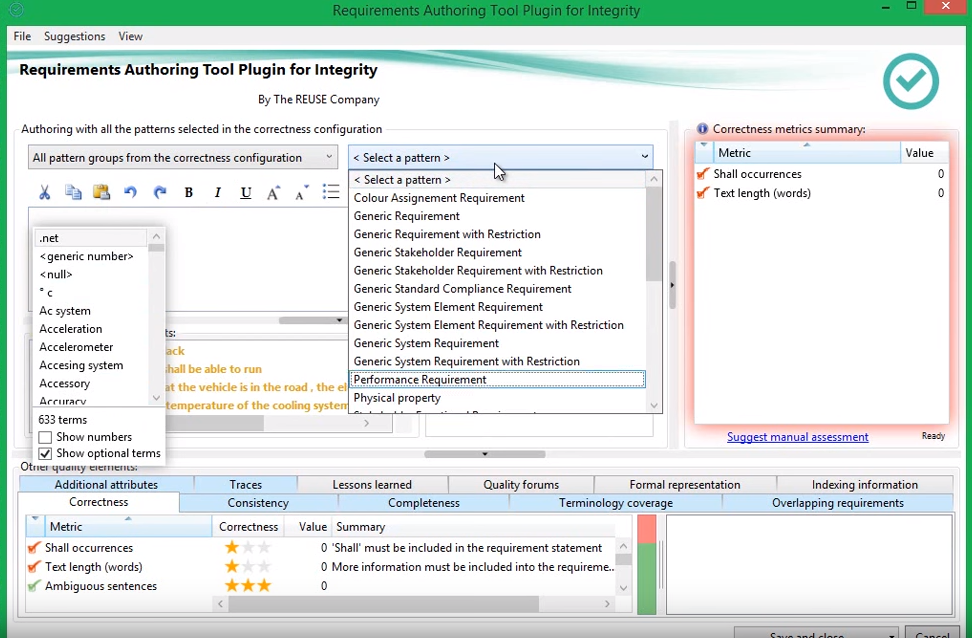 Requirements Authoring Tool Plugin for Integrity
File Suggestions View
Requirements Authoring Tool Plugin for Integrity
By The REUSE Company
Authoring with all the patterns selected in the correctness configuration
All pattern groups from the correctness configuration
< Select a pattern >
< Select a pattern >
Colour Assignement Requirement
Generic Requirement
Generic Requirement with Restriction
Generic Stakeholder Requirement
Generic Stakeholder Requirement with Restriction
Generic Standard Compliance Requirement
Generic System Element Requirement
Generic System Element Requirement with Restriction
Generic System Requirement
Generic System Requirement with Restriction
Performance Requirement
Physical property
B I U A A
.net
<generic number>
<null>
° c
Ac system
Acceleration
Accelerometer
Accesing system
Accessory
Accuracy
633 terms
Show numbers
Show optional terms
ts:
ack
hall be able to run
at the vehicle is in the road , the el
temperature of the cooling system
Correctness metrics summary:
Metric Value
Shall occurrences 0
Text length (words) 0
Suggest manual assessment Ready
Other quality elements:
Additional attributes Traces Lessons learned Quality forums Formal representation Indexing information
Correctness Consistency Completeness Terminology coverage Overlapping requirements
Metric Correctness Value Summary
Shall occurrences 0 'Shall' must be included in the requirement statement
Text length (words) 0 More information must be included into the requireme..
Ambiguous sentences 0
Save and close Cancel